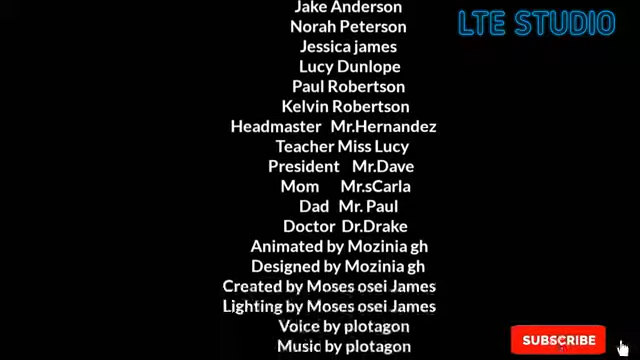 Jake Anderson
LTE STUDIO
Norah Peterson
Jessica james
Lucy Dunlope
Paul Robertson
Kelvin Robertson
Headmaster Mr.Hernandez
Teacher Miss Lucy
President Mr.Dave
Mom Mr.sCarla
Dad Mr. Paul
Doctor Dr.Drake
Animated by Mozinia gh
Designed by Mozinia gh
Created by Moses osei James
Lighting by Moses osei James
Voice by plotagon
Music by plotagon
SUBSCRIBE